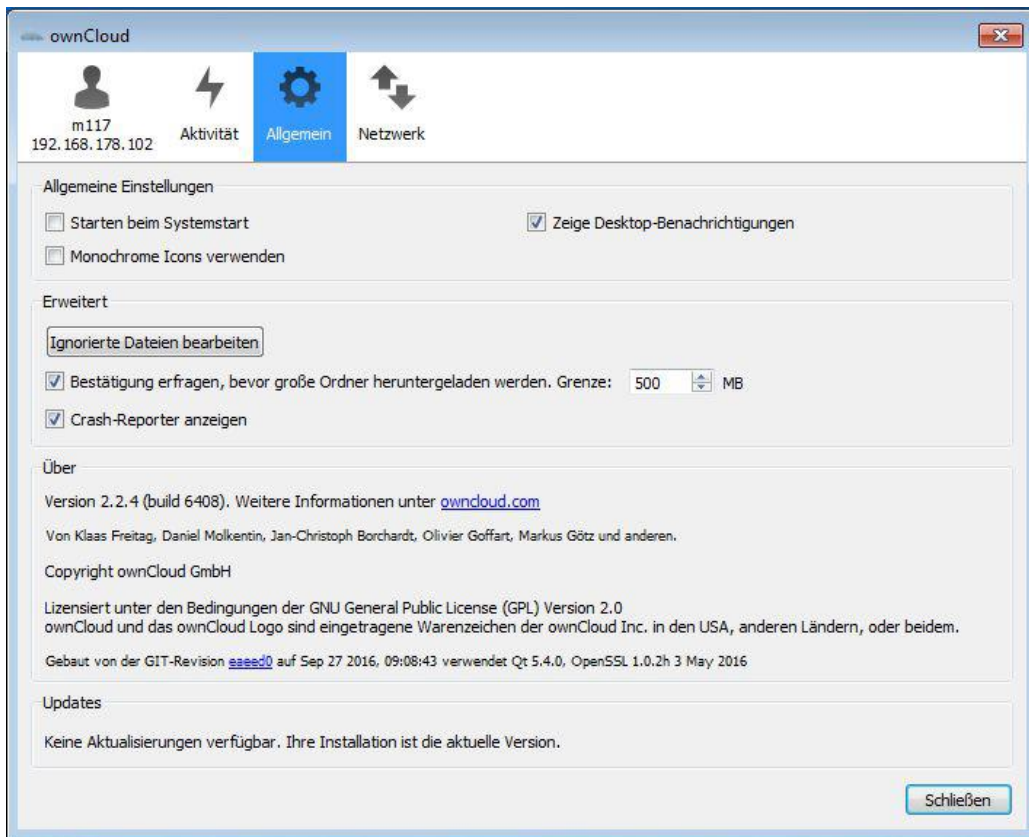 ownCloud
m117
192.168.178.102
Aktivität
Allgemein
Netzwerk
Allgemeine Einstellungen
Starten beim Systemstart
Zeige Desktop-Benachrichtigungen
Monochrome Icons verwenden
Erweitert
Ignorierte Dateien bearbeiten
Bestätigung erfragen, bevor große Ordner heruntergeladen werden. Grenze: 500 MB
Crash-Reporter anzeigen
Über
Version 2.2.4 (build 6408). Weitere Informationen unter owncloud.com
Von Klaas Freitag, Daniel Molkentin, Jan-Christoph Borchardt, Olivier Goffart, Markus Götz und anderen.
Copyright ownCloud GmbH
Lizensiert unter den Bedingungen der GNU General Public License (GPL) Version 2.0
ownCloud und das ownCloud Logo sind eingetragene Warenzeichen der ownCloud Inc. in den USA, anderen Ländern, oder beidem.
Gebaut von der GIT-Revision eaeed0 auf Sep 27 2016, 09:08:43 verwendet Qt 5.4.0, OpenSSL 1.0.2h 3 May 2016
Updates
Keine Aktualisierungen verfügbar. Ihre Installation ist die aktuelle Version.
Schließen